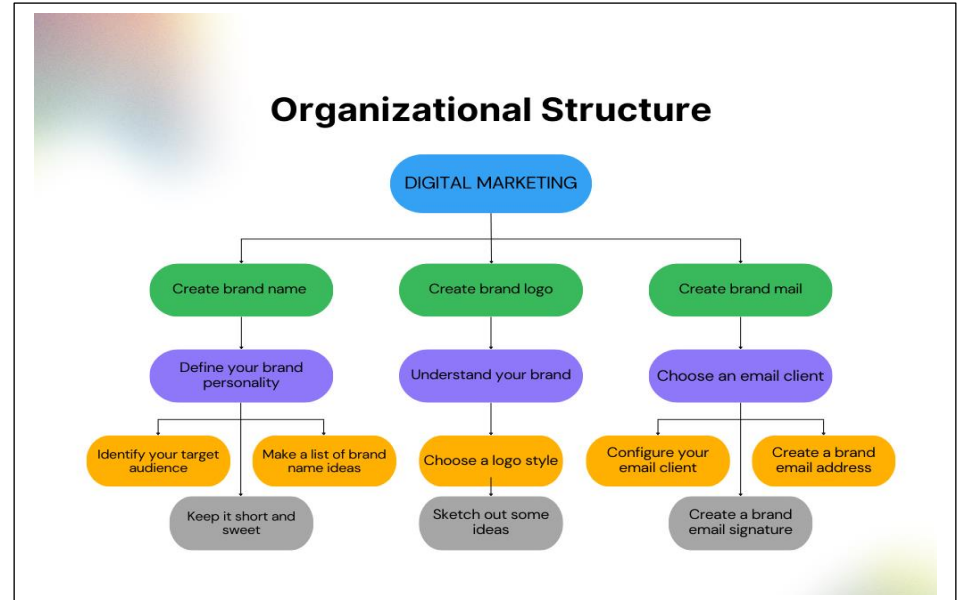 Organizational Structure
DIGITAL MARKETING
Create brand name
Create brand logo
Create brand mail
Define your brand
personality
Understand your brand
Choose an email client
Identify your target
audience
Make a list of brand
name ideas
Choose a logo style
Configure your
email client
Create a brand
email address
Keep it short and
sweet
Sketch out some
ideas
Create a brand
email signature